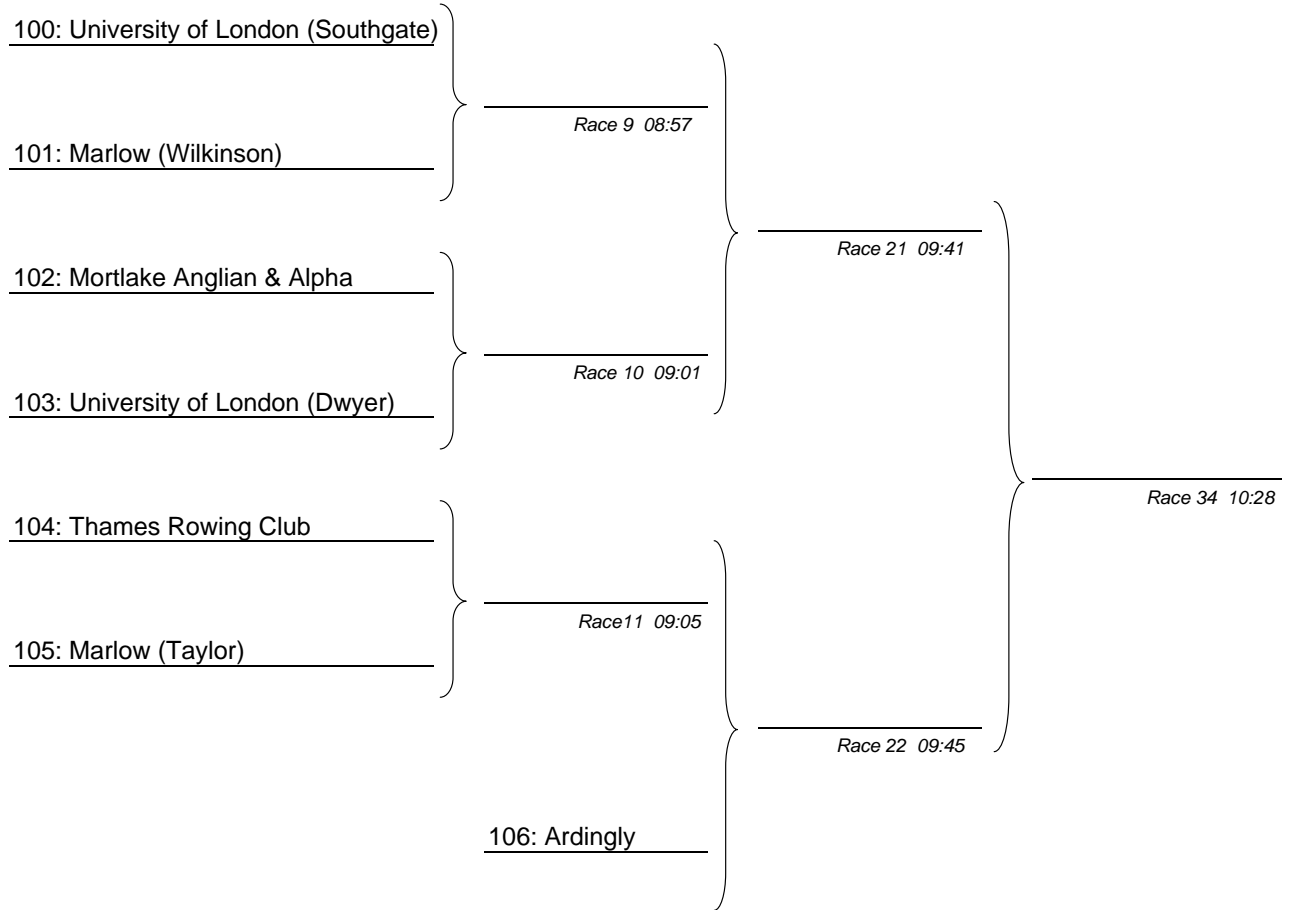 100: University of London (Southgate)
Race 9 08:57
101: Marlow (Wilkinson)
Race 21 09:41
102: Mortlake Anglian & Alpha
Race 10 09:01
103: University of London (Dwyer)
Race 34 10:28
104: Thames Rowing Club
Race11 09:05
105: Marlow (Taylor)
Race 22 09:45
106: Ardingly